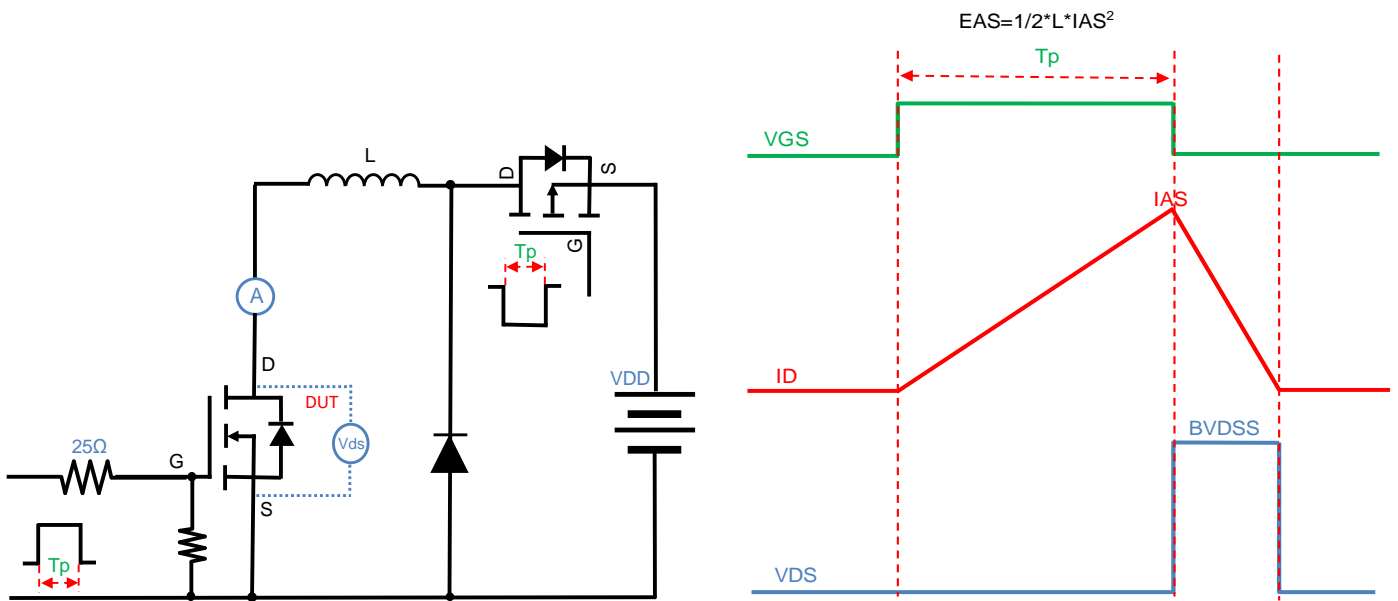 EAS=1/2*L*IAS²
Tp
VGS
L
D
S
G
Tp
IAS
A
D
VDD
ID
DUT
Vds
BVDSS
25Ω
G
S
Tp
VDS